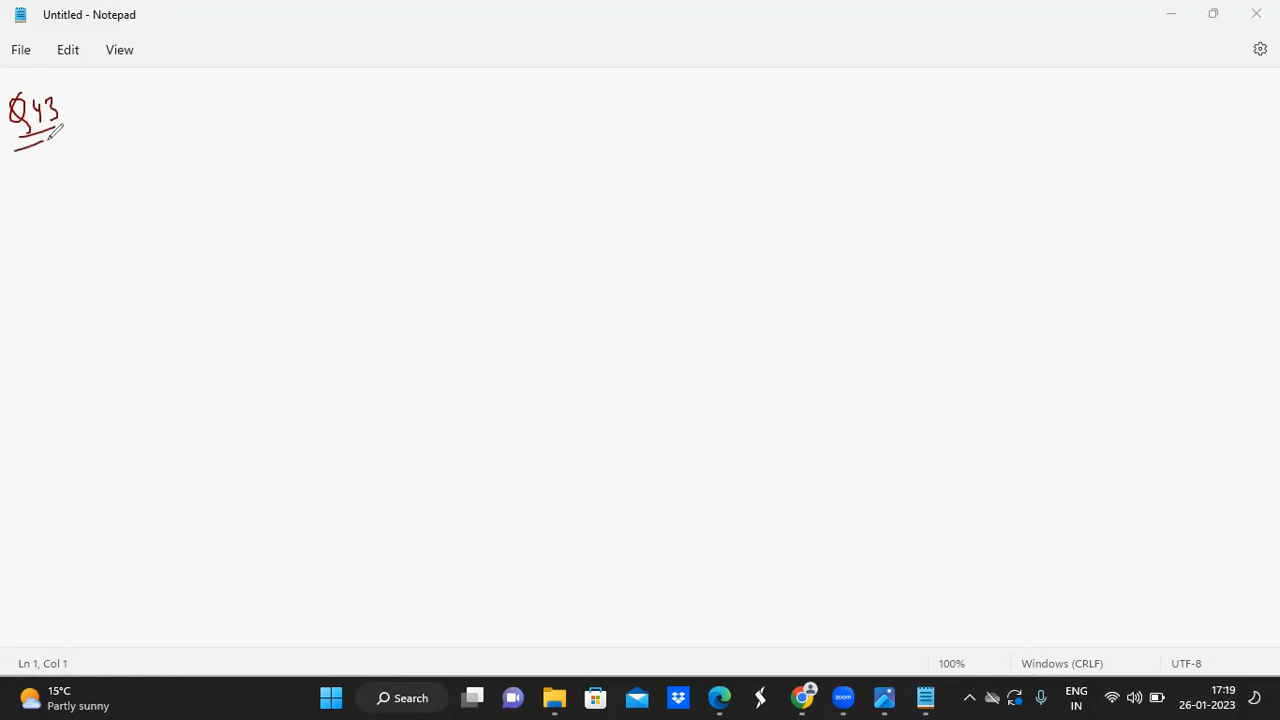 Untitled - Notepad
File Edit View
Q43
Ln 1, Col 1 100% Windows (CRLF) UTF-8
15°C
Partly sunny
Search
zoom
ENG
IN
17:19
26-01-2023